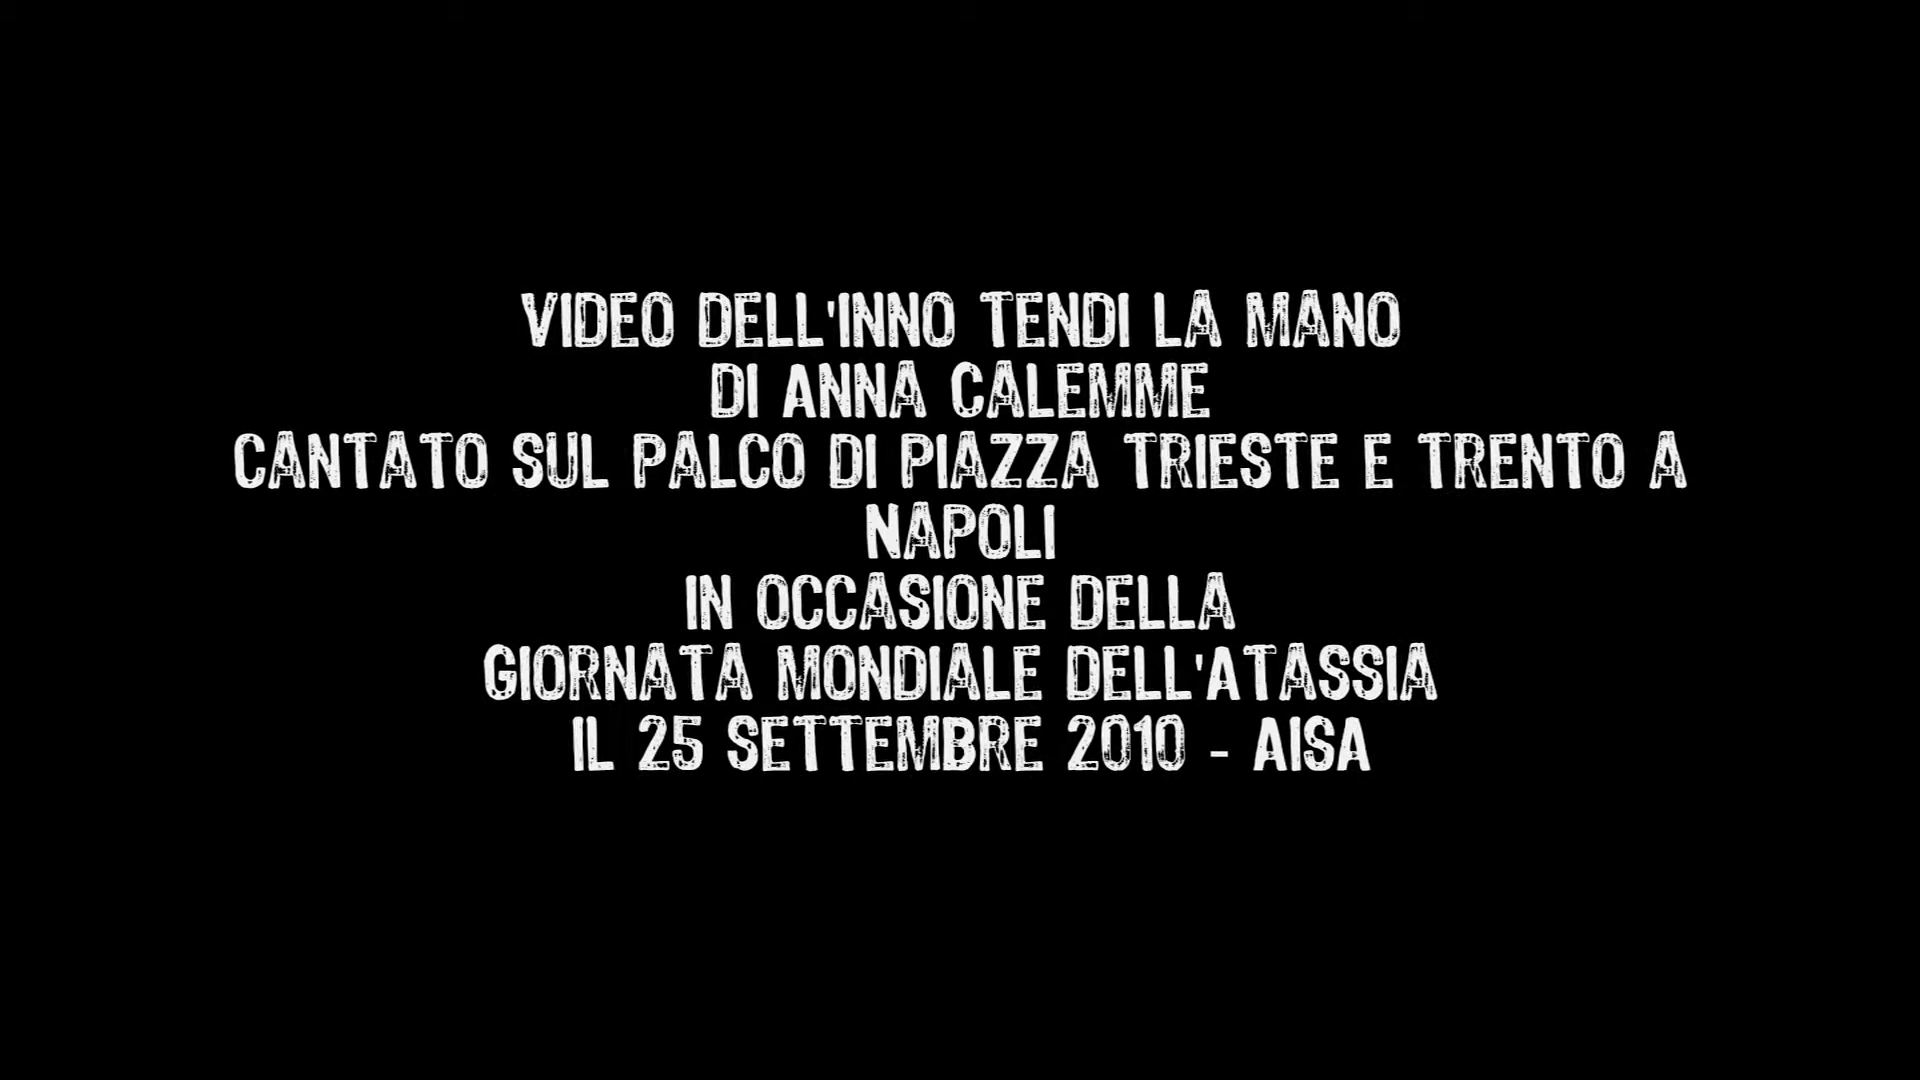 VIDEO DELL'INNO TENDI LA MANO
DI ANNA CALEMME
CANTATO SUL PALCO DI PIAZZA TRIESTE E TRENTO A
NAPOLI
IN OCCASIONE DELLA
GIORNATA MONDIALE DELL'ATASSIA
IL 25 SETTEMBRE 2010 - AISA